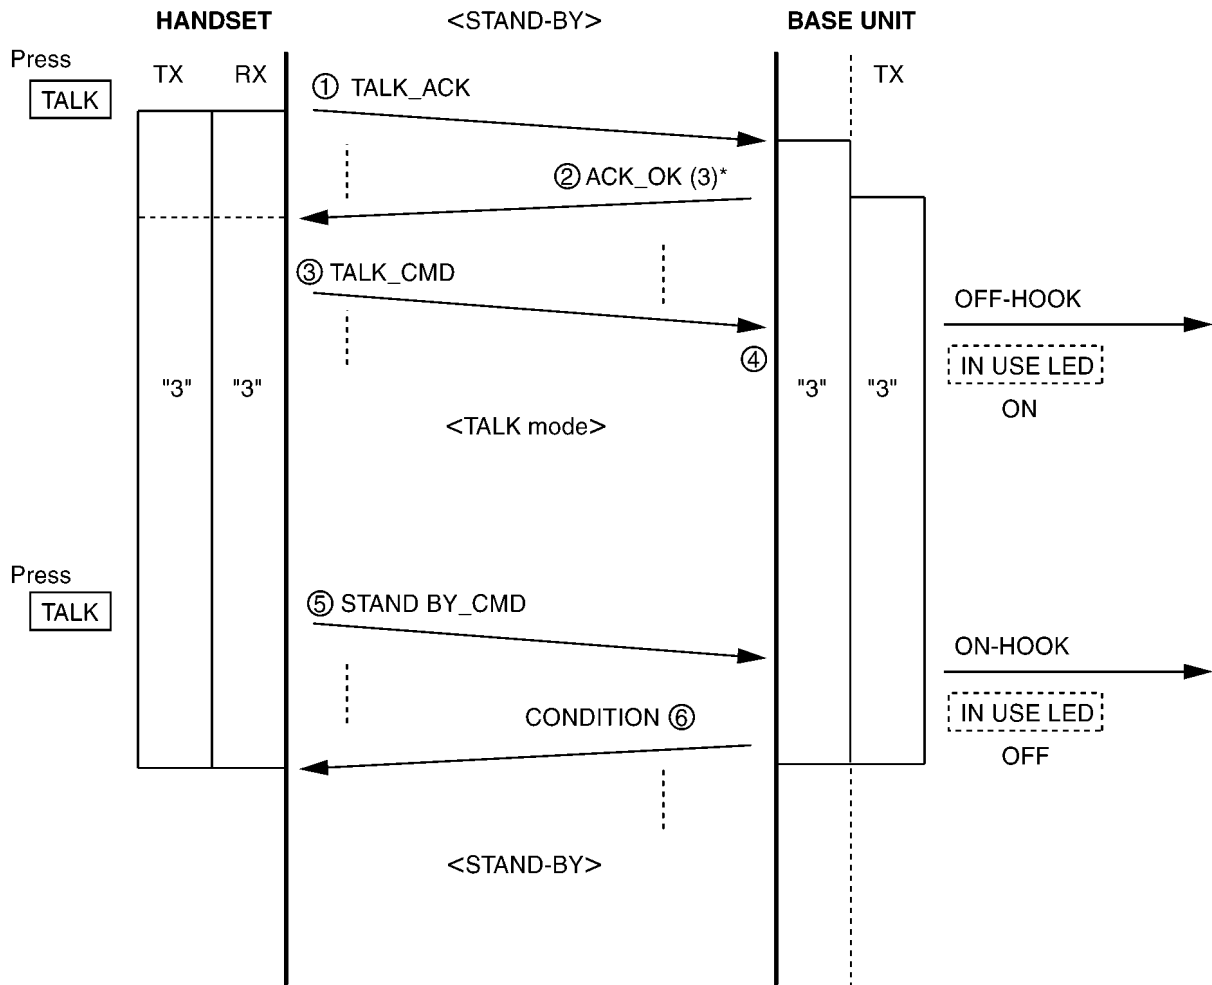 HANDSET <STAND-BY> BASE UNIT
Press
TX RX TX
TALK
① TALK_ACK
② ACK_OK (3)*
③ TALK_CMD
OFF-HOOK
④
IN USE LED
"3" "3" "3" "3"
ON
<TALK mode>
Press
TALK
⑤ STAND BY_CMD
ON-HOOK
CONDITION ⑥
IN USE LED
OFF
<STAND-BY>